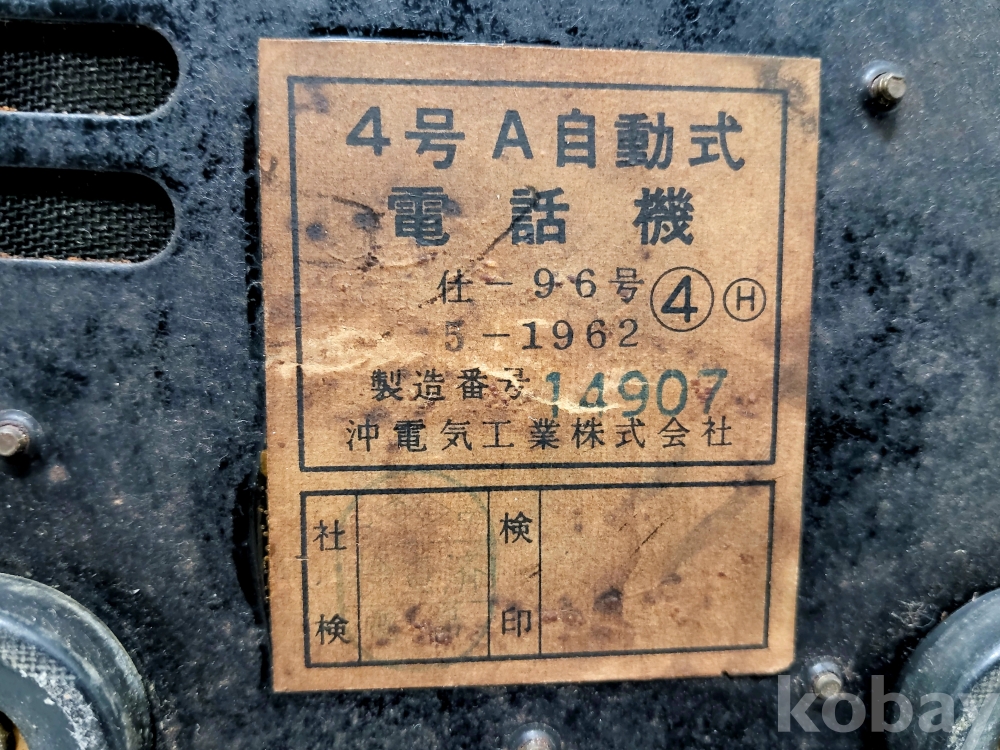 4号A自動式
電話機
仕-96号 ④ Ⓗ
5-1962
製造番号 14907
沖電気工業株式会社
社検
検印
kobay